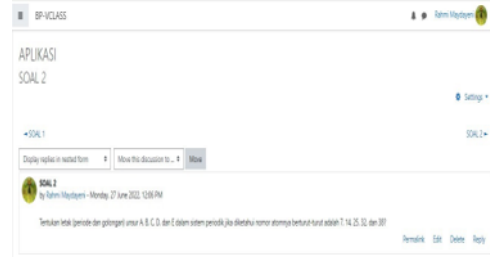 BP-VCLASS
Rahmi Maydayeni
APLIKASI
SOAL 2
Settings
◄SOAL 1
SOAL 2►
Display replies in nested form
Move this discussion to ...
Move
SOAL 2
by Rahmi Maydayeni - Monday, 27 June 2022, 12:06 PM
Tentukan letak (periode dan golongan) unsur A, B, C, D, dan E dalam sistem periodik jika diketahui nomor atomnya berturut-turut adalah 7, 14, 25, 32, dan 38?
Permalink Edit Delete Reply